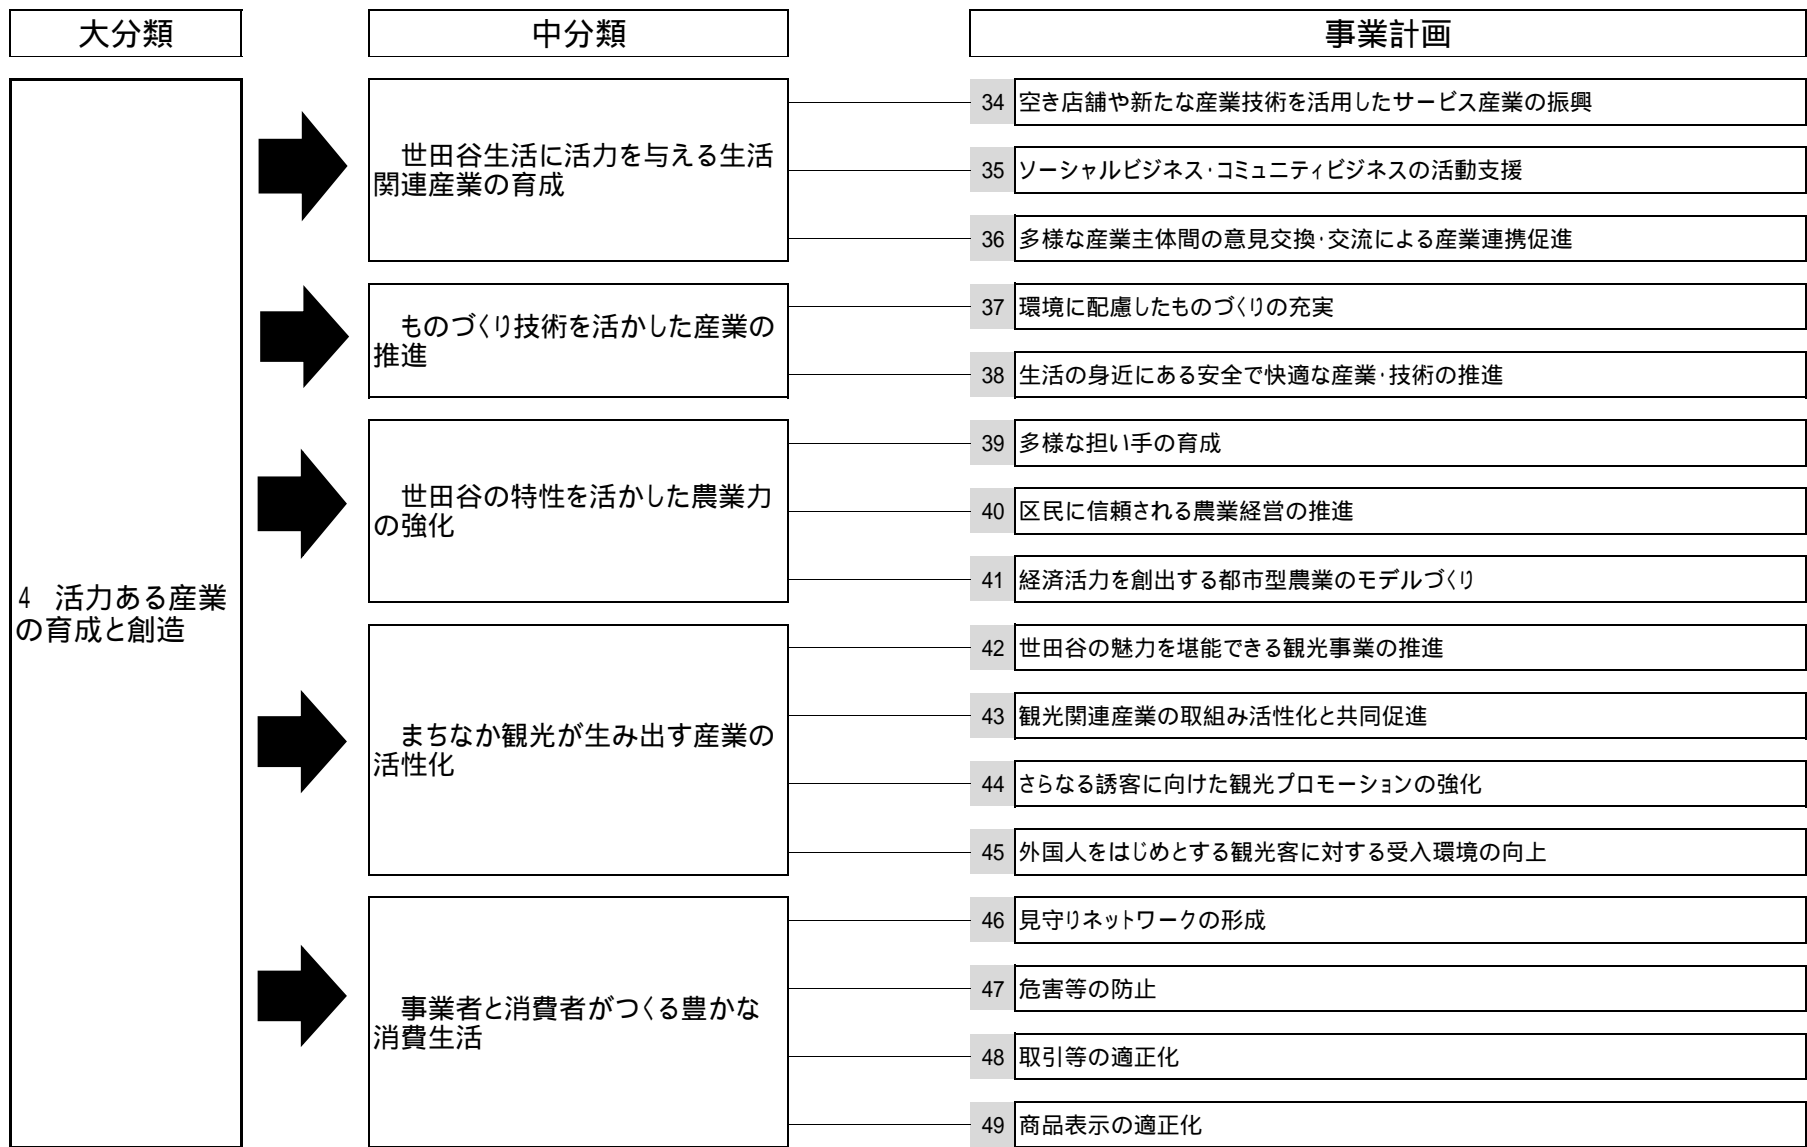 大分類
中分類
事業計画
4　活力ある産業
の育成と創造
世田谷生活に活力を与える生活
関連産業の育成
34 空き店舗や新たな産業技術を活用したサービス産業の振興
35 ソーシャルビジネス・コミュニティビジネスの活動支援
36 多様な産業主体間の意見交換・交流による産業連携促進
ものづくり技術を活かした産業の
推進
37 環境に配慮したものづくりの充実
38 生活の身近にある安全で快適な産業・技術の推進
世田谷の特性を活かした農業力
の強化
39 多様な担い手の育成
40 区民に信頼される農業経営の推進
41 経済活力を創出する都市型農業のモデルづくり
まちなか観光が生み出す産業の
活性化
42 世田谷の魅力を堪能できる観光事業の推進
43 観光関連産業の取組み活性化と共同促進
44 さらなる誘客に向けた観光プロモーションの強化
45 外国人をはじめとする観光客に対する受入環境の向上
事業者と消費者がつくる豊かな
消費生活
46 見守りネットワークの形成
47 危害等の防止
48 取引等の適正化
49 商品表示の適正化